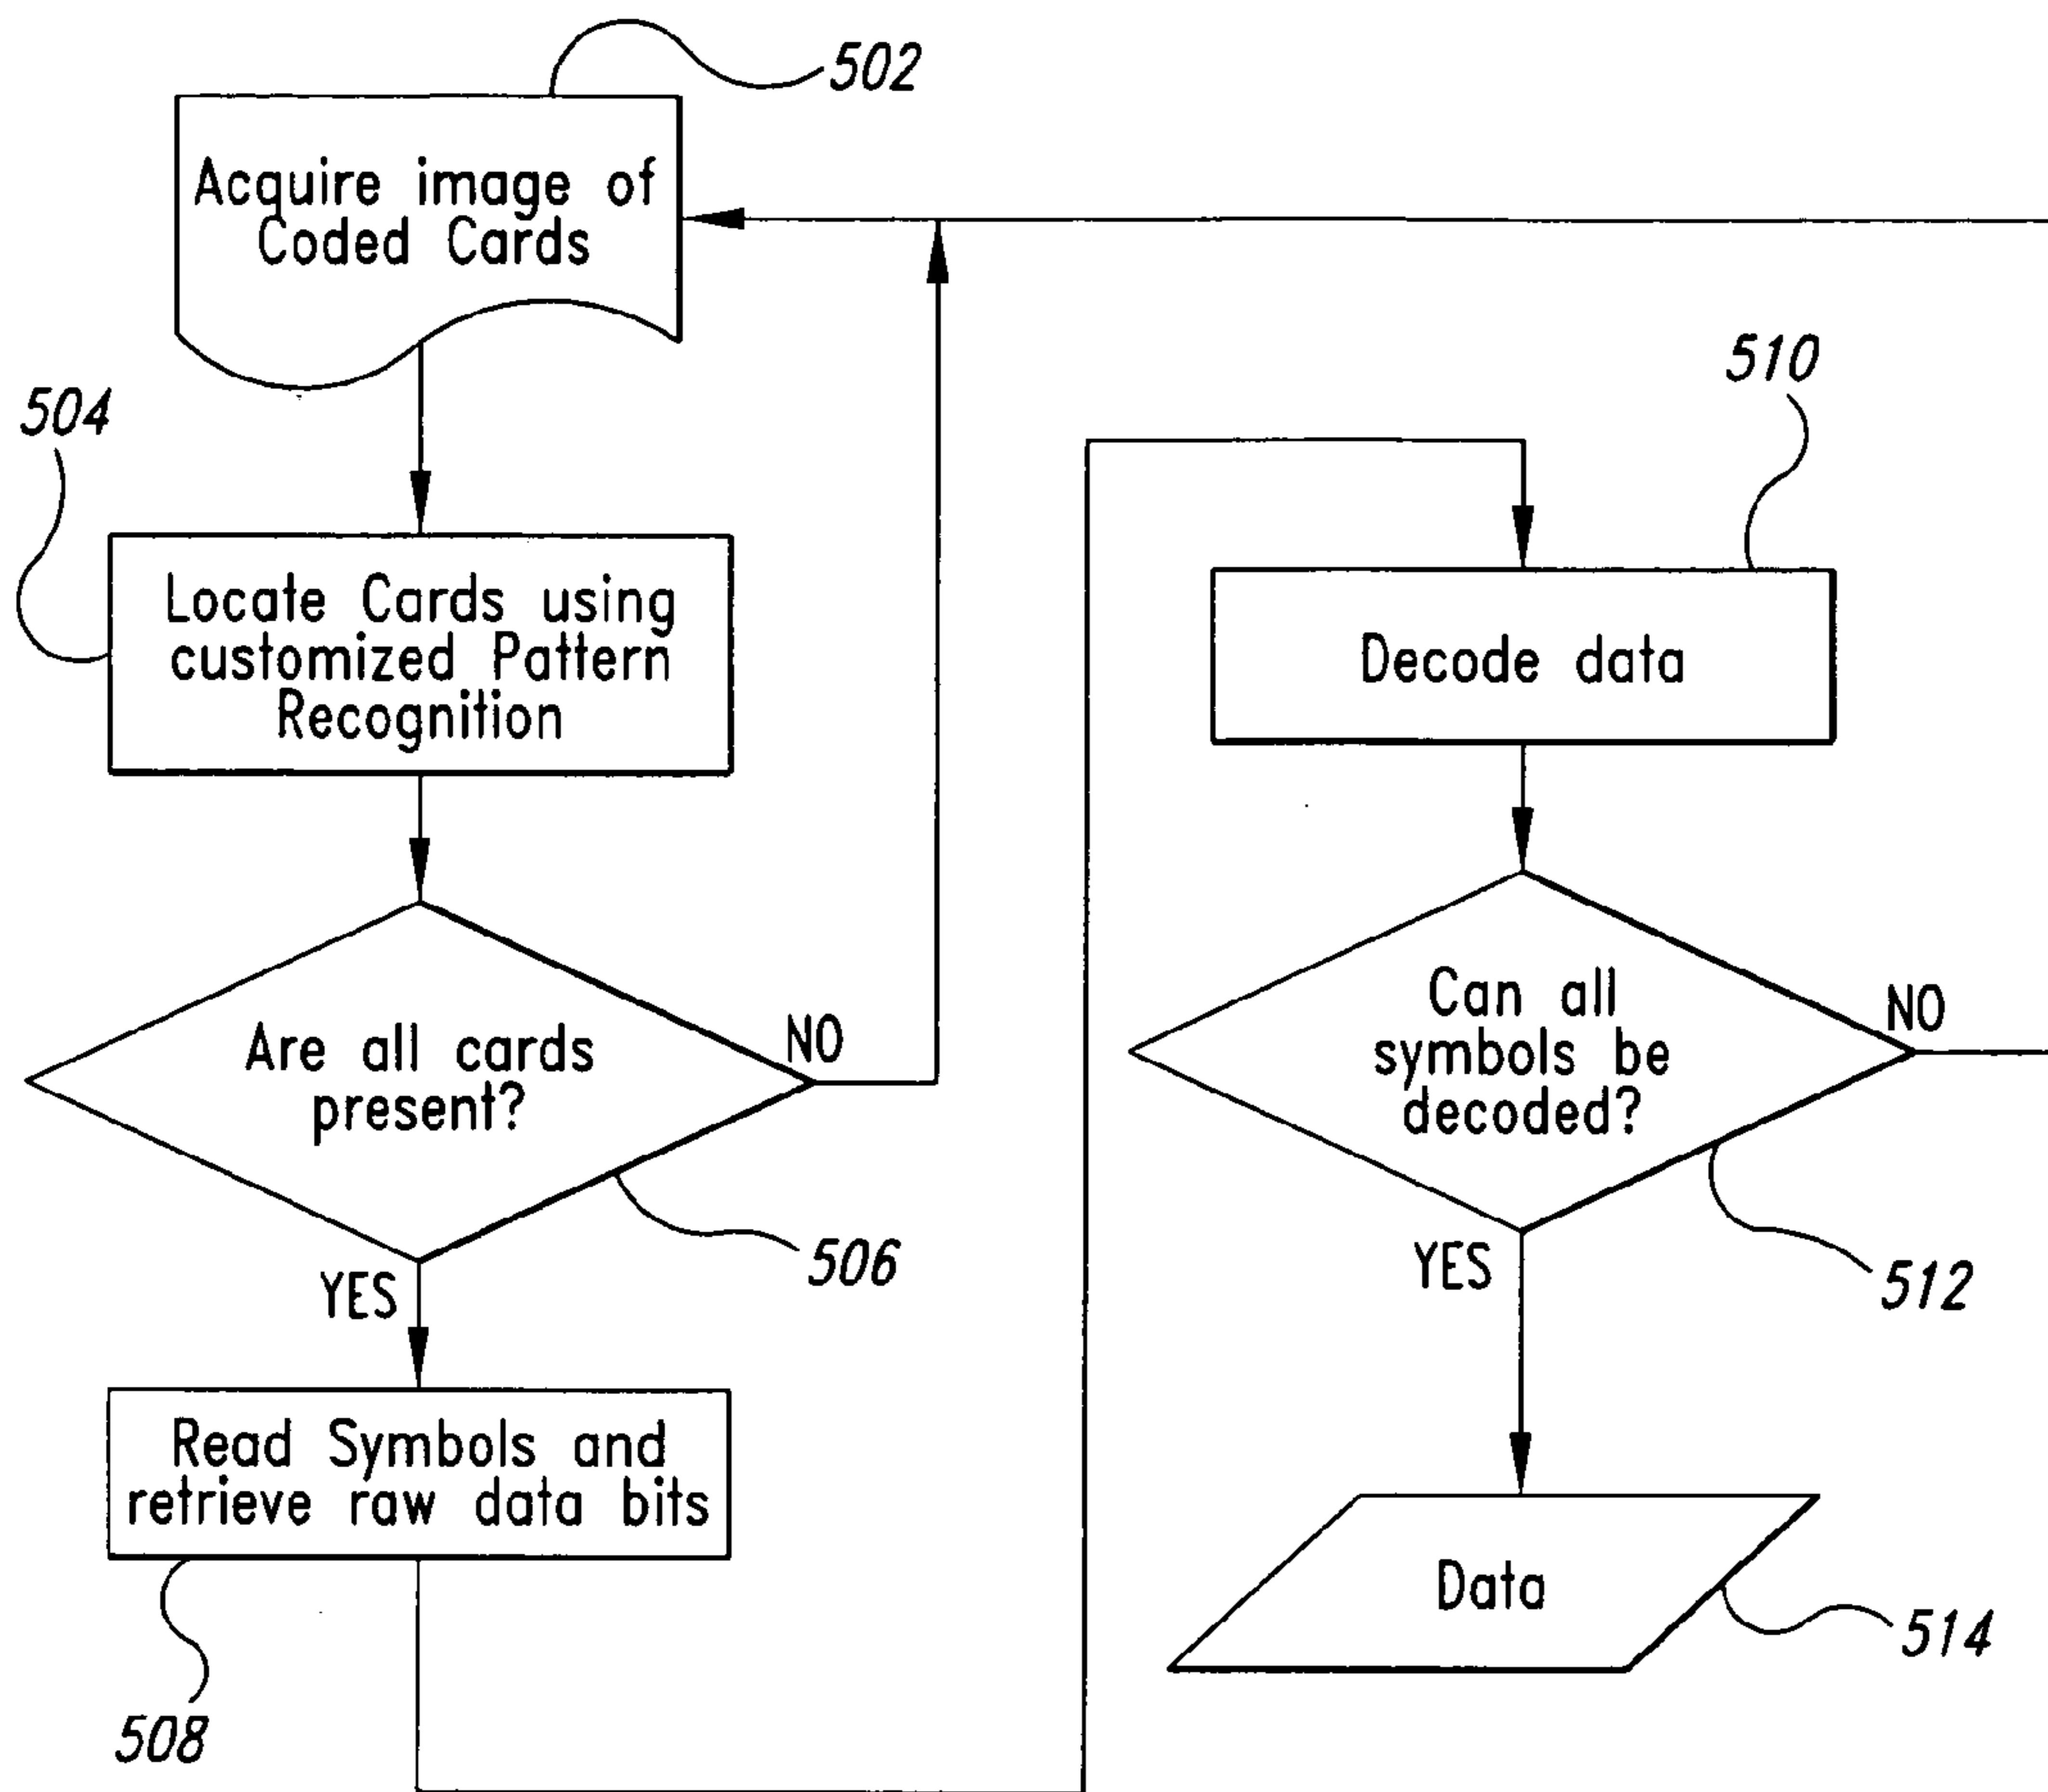 502
Acquire image of
Coded Cards
504
Locate Cards using
customized Pattern
Recognition
Are all cards
present?
NO
506
YES
Read Symbols and
retrieve raw data bits
508
510
Decode data
Can all
symbols be
decoded?
NO
512
YES
Data
514